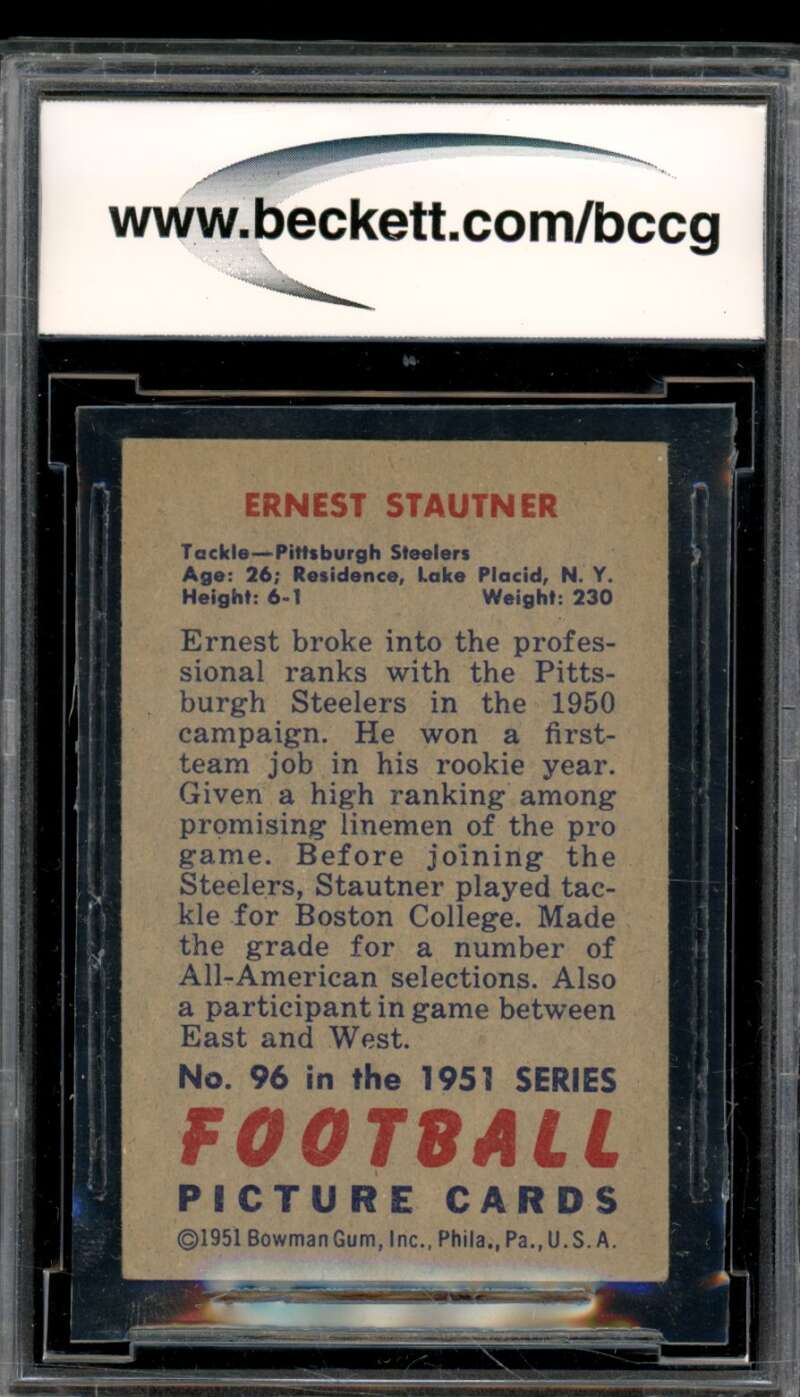 www.beckett.com/bccg
ERNEST STAUTNER
Tackle—Pittsburgh Steelers
Age: 26; Residence, Lake Placid, N. Y.
Height: 6-1 Weight: 230
Ernest broke into the profes-
sional ranks with the Pitts-
burgh Steelers in the 1950
campaign. He won a first-
team job in his rookie year.
Given a high ranking among
promising linemen of the pro
game. Before joining the
Steelers, Stautner played tac-
kle for Boston College. Made
the grade for a number of
All-American selections. Also
a participant in game between
East and West.
No. 96 in the 1951 SERIES
FOOTBALL
PICTURE CARDS
©1951 Bowman Gum, Inc., Phila., Pa., U.S.A.